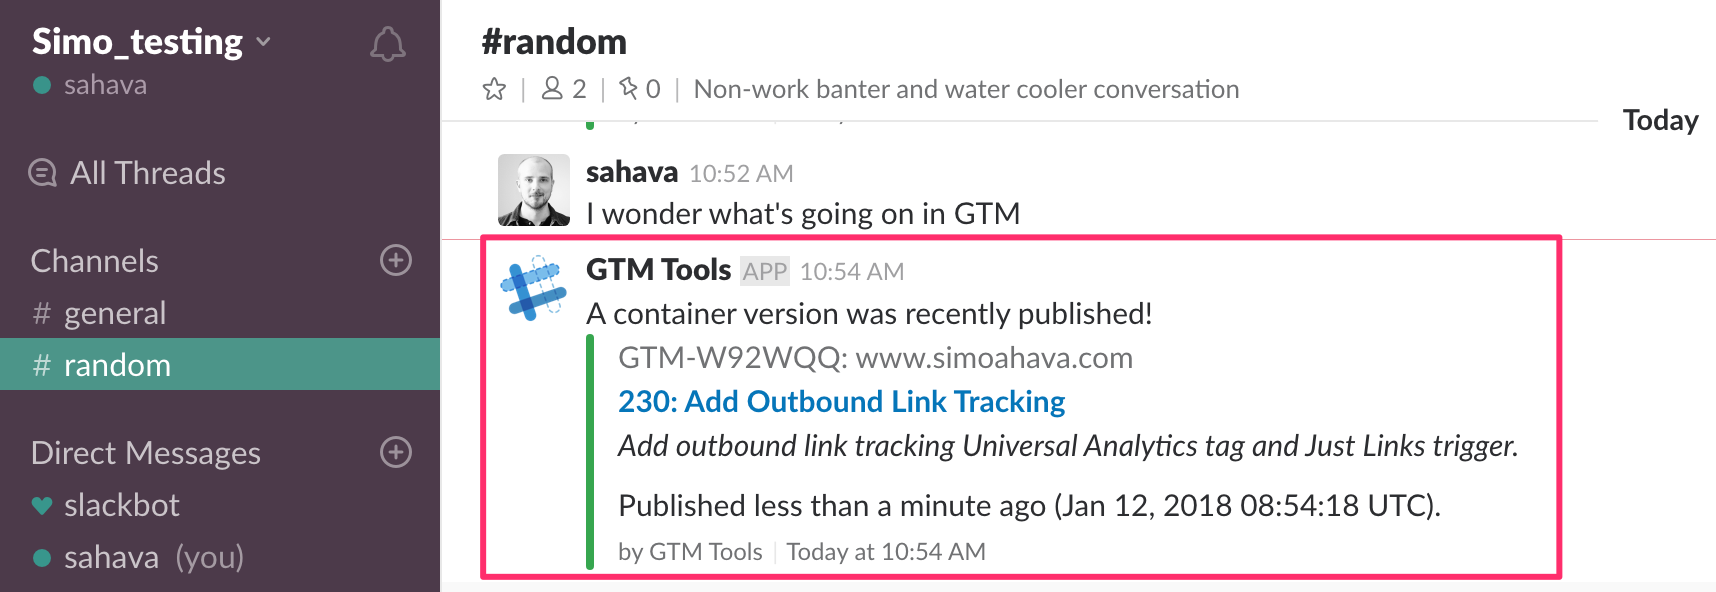 Simo_testing
sahava
All Threads
Channels
# general
# random
Direct Messages
slackbot
sahava (you)
#random
2 | 0 | Non-work banter and water cooler conversation
Today
sahava 10:52 AM
I wonder what's going on in GTM
GTM Tools APP 10:54 AM
A container version was recently published!
GTM-W92WQQ: www.simoahava.com
230: Add Outbound Link Tracking
Add outbound link tracking Universal Analytics tag and Just Links trigger.
Published less than a minute ago (Jan 12, 2018 08:54:18 UTC).
by GTM Tools | Today at 10:54 AM